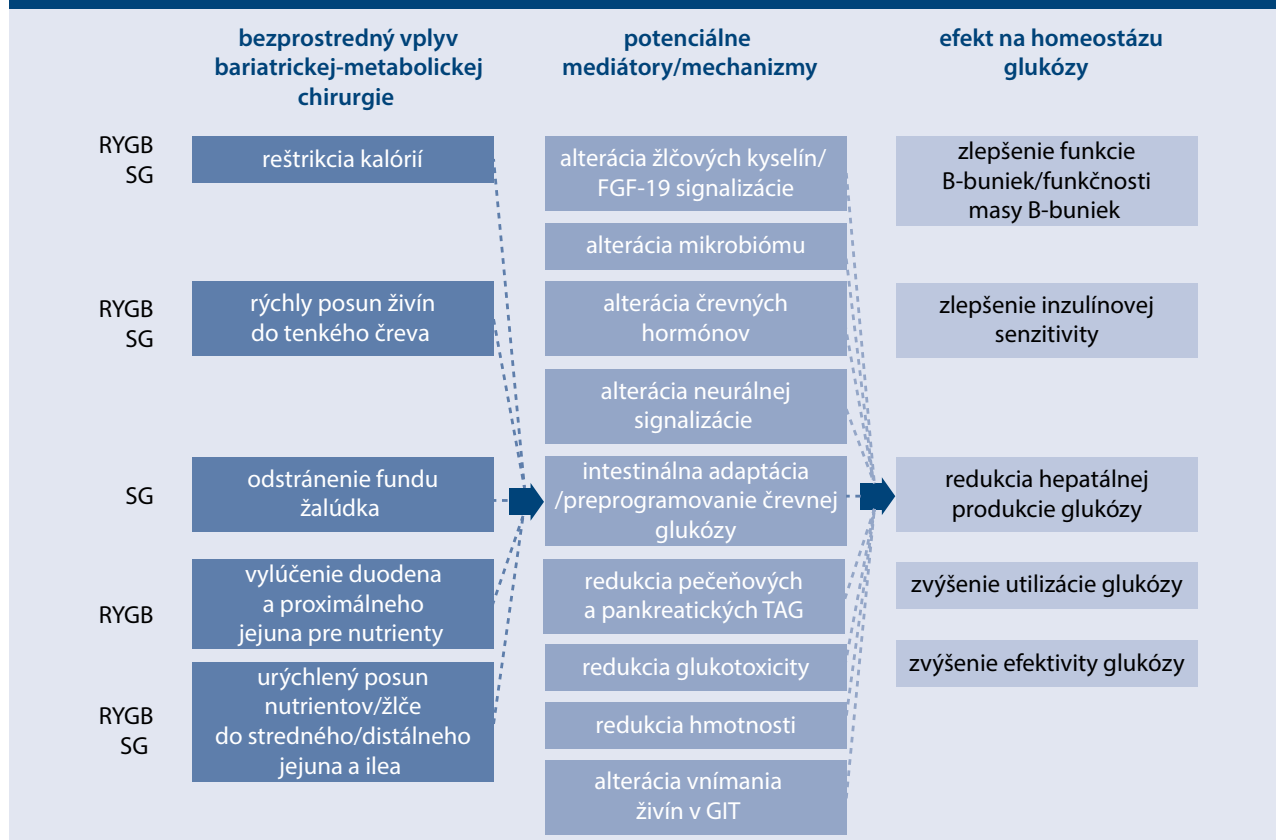 bezprostredný vplyv
bariatrickej-metabolickej
chirurgie
potenciálne
mediátory/mechanizmy
efekt na homeostázu
glukózy
RYGB
SG
reštrikcia kalórií
RYGB
SG
rýchly posun živín
do tenkého čreva
SG
odstránenie fundu
žalúdka
RYGB
vylúčenie duodena
a proximálneho
jejuna pre nutrienty
RYGB
SG
urýchlený posun
nutrientov/žlče
do stredného/distálneho
jejuna a ilea
alterácia žlčových kyselín/
FGF-19 signalizácie
alterácia mikrobiómu
alterácia črevných
hormónov
alterácia neurálnej
signalizácie
intestinálna adaptácia
/preprogramovanie črevnej
glukózy
redukcia pečeňových
a pankreatických TAG
redukcia glukotoxicity
redukcia hmotnosti
alterácia vnímania
živín v GIT
zlepšenie funkcie
B-buniek/funkčnosti
masy B-buniek
zlepšenie inzulínovej
senzitivity
redukcia hepatálnej
produkcie glukózy
zvýšenie utilizácie glukózy
zvýšenie efektivity glukózy